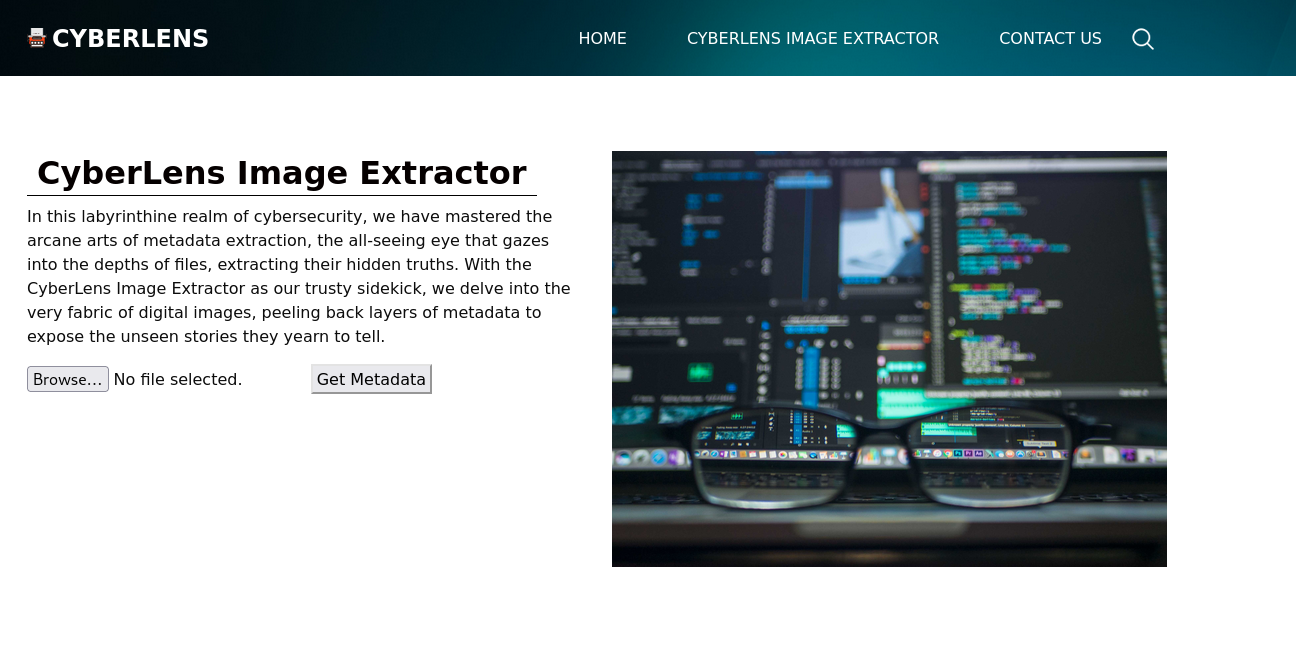 CYBERLENS
HOME
CYBERLENS IMAGE EXTRACTOR
CONTACT US
CyberLens Image Extractor
In this labyrinthine realm of cybersecurity, we have mastered the
arcane arts of metadata extraction, the all-seeing eye that gazes
into the depths of files, extracting their hidden truths. With the
CyberLens Image Extractor as our trusty sidekick, we delve into the
very fabric of digital images, peeling back layers of metadata to
expose the unseen stories they yearn to tell.
Browse... No file selected.
Get Metadata